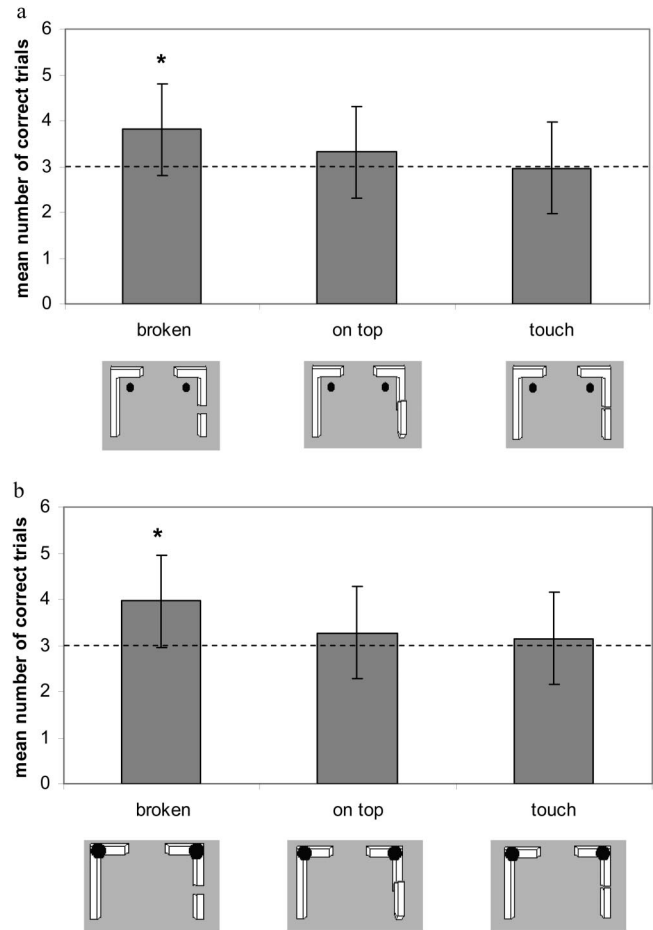 a
6
5
4
3
2
1
0
mean number of correct trials
*
broken on top touch
b
6
5
4
3
2
1
0
mean number of correct trials
*
broken on top touch